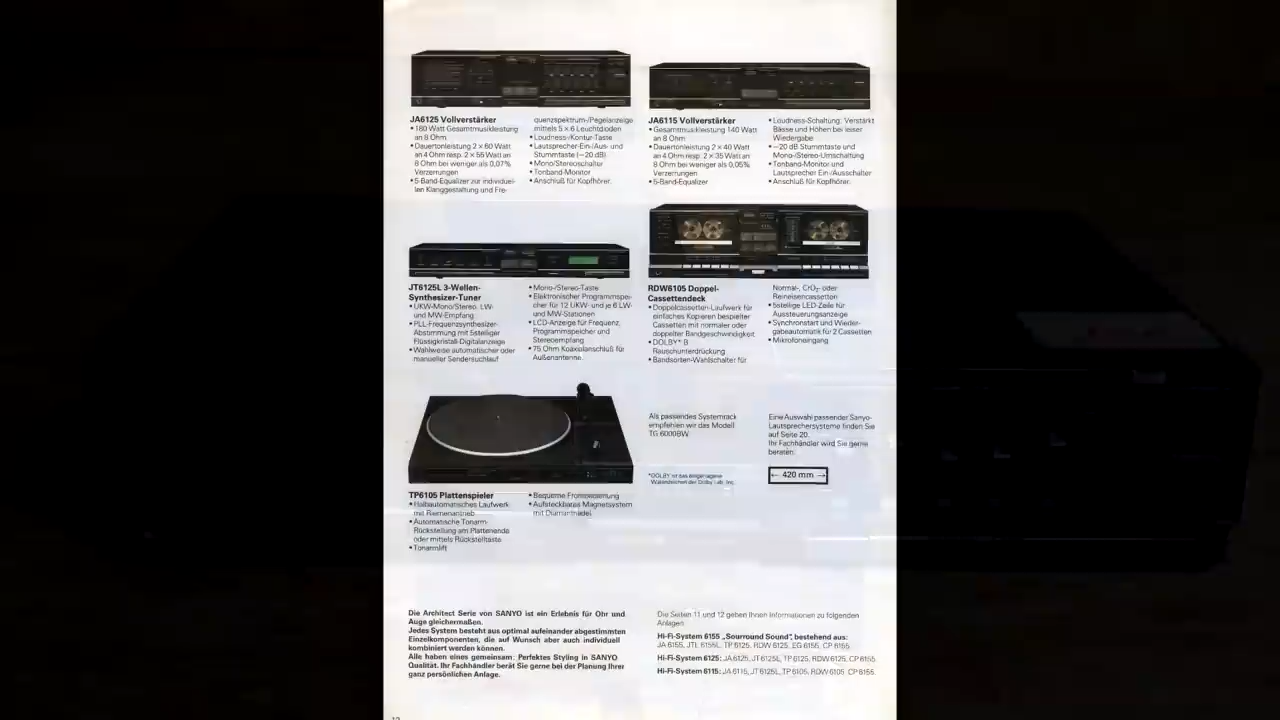 JA6125 Vollverstärker
• 180 Watt Gesamtmusikleistung
an 8 Ohm
• Dauertonleistung 2 × 60 Watt
an 4 Ohm resp. 2 × 55 Watt an
8 Ohm bei weniger als 0,07%
Verzerrungen
• 5-Band-Equalizer zur individuel-
len Klanggestaltung und Fre-
quenzspektrum-/Pegelanzeige
mittels 5 × 6 Leuchtdioden
• Loudness-/Kontur-Taste
• Lautsprecher-Ein-/Aus- und
Stummtaste (−20 dB)
• Mono/Stereoschalter
• Tonband-Monitor
• Anschluß für Kopfhörer.
JA6115 Vollverstärker
• Gesamtmusikleistung 140 Watt
an 8 Ohm
• Dauertonleistung 2 × 40 Watt
an 4 Ohm resp. 2 × 35 Watt an
8 Ohm bei weniger als 0,05%
Verzerrungen
• 5-Band-Equalizer
• Loudness-Schaltung: Verstärkt
Bässe und Höhen bei leiser
Wiedergabe
• −20 dB Stummtaste und
Mono-/Stereo-Umschaltung
• Tonband-Monitor und
Lautsprecher Ein-/Ausschalter
• Anschluß für Kopfhörer.
JT6125L 3-Wellen-
Synthesizer-Tuner
• UKW-Mono/Stereo, LW-
und MW-Empfang
• PLL-Frequenzsynthesizer-
Abstimmung mit 5stelliger
Flüssigkristall-Digitalanzeige
• Wahlweise automatischer oder
manueller Sendersuchlauf
• Mono-/Stereo-Taste
• Elektronischer Programmspei-
cher für 12 UKW- und je 6 LW-
und MW-Stationen
• LCD-Anzeige für Frequenz,
Programmspeicher und
Stereoempfang
• 75 Ohm Koaxialanschluß für
Außenantenne.
RDW6105 Doppel-
Cassettendeck
• Doppelcassetten-Laufwerk für
einfaches Kopieren bespielter
Cassetten mit normaler oder
doppelter Bandgeschwindigkeit
• DOLBY* B
Rauschunterdrückung
• Bandsorten-Wahlschalter für
Normal-, CrO₂- oder
Reineisencassetten
• 5stellige LED-Zeile für
Aussteuerungsanzeige
• Synchronstart und Wieder-
gabeautomatik für 2 Cassetten
• Mikrofoneingang
TP6105 Plattenspieler
• Halbautomatisches Laufwerk
mit Riemenantrieb
• Automatische Tonarm-
Rückstellung am Plattenende
oder mittels Rückstelltaste
• Tonarmlift
• Bequeme Frontbedienung
• Aufsteckbares Magnetsystem
mit Diamantnadel
Als passendes Systemrack
empfehlen wir das Modell
TG 6000BW.
*DOLBY ist das eingetragene
Warenzeichen der Dolby Lab. Inc.
Eine Auswahl passender Sanyo-
Lautsprechersysteme finden Sie
auf Seite 20.
Ihr Fachhändler wird Sie gerne
beraten.
← 420 mm →
Die Architect Serie von SANYO ist ein Erlebnis für Ohr und
Auge gleichermaßen.
Jedes System besteht aus optimal aufeinander abgestimmten
Einzelkomponenten, die auf Wunsch aber auch individuell
kombiniert werden können.
Alle haben eines gemeinsam: Perfektes Styling in SANYO
Qualität. Ihr Fachhändler berät Sie gerne bei der Planung Ihrer
ganz persönlichen Anlage.
Die Seiten 11 und 12 geben Ihnen Informationen zu folgenden
Anlagen
Hi-Fi-System 6155 „Sourround Sound“, bestehend aus:
JA 6155, JTL 6155L, TP 6125, RDW 6125, EG 6155, CP 6155.
Hi-Fi-System 6125: JA 6125, JT 6125L, TP 6125, RDW 6125, CP 6155.
Hi-Fi-System 6115: JA 6115, JT 6125L, TP 6105, RDW 6105, CP 6155.